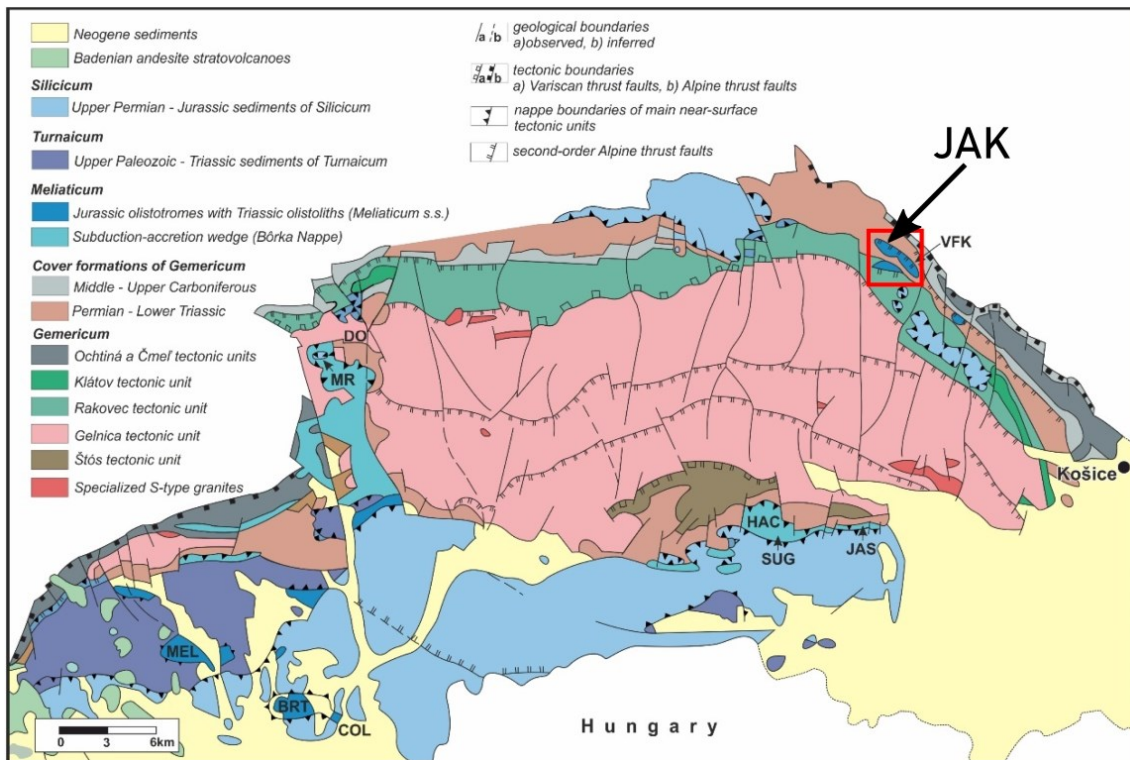 Neogene sediments
Badenian andesite stratovolcanoes
Silicicum
Upper Permian - Jurassic sediments of Silicicum
Turnaicum
Upper Paleozoic - Triassic sediments of Turnaicum
Meliaticum
Jurassic olistotromes with Triassic olistoliths (Meliaticum s.s.)
Subduction-accretion wedge (Bôrka Nappe)
Cover formations of Gemericum
Middle - Upper Carboniferous
Permian - Lower Triassic
Gemericum
Ochtiná a Čmeľ tectonic units
Klátov tectonic unit
Rakovec tectonic unit
Gelnica tectonic unit
Štós tectonic unit
Specialized S-type granites
a b
geological boundaries
a)observed, b) inferred
a b
tectonic boundaries
a) Variscan thrust faults, b) Alpine thrust faults
nappe boundaries of main near-surface
tectonic units
second-order Alpine thrust faults
JAK
VFK
DO
MR
Košice
HAC
SUG
JAS
MEL
BRT
COL
Hungary
0 3 6km